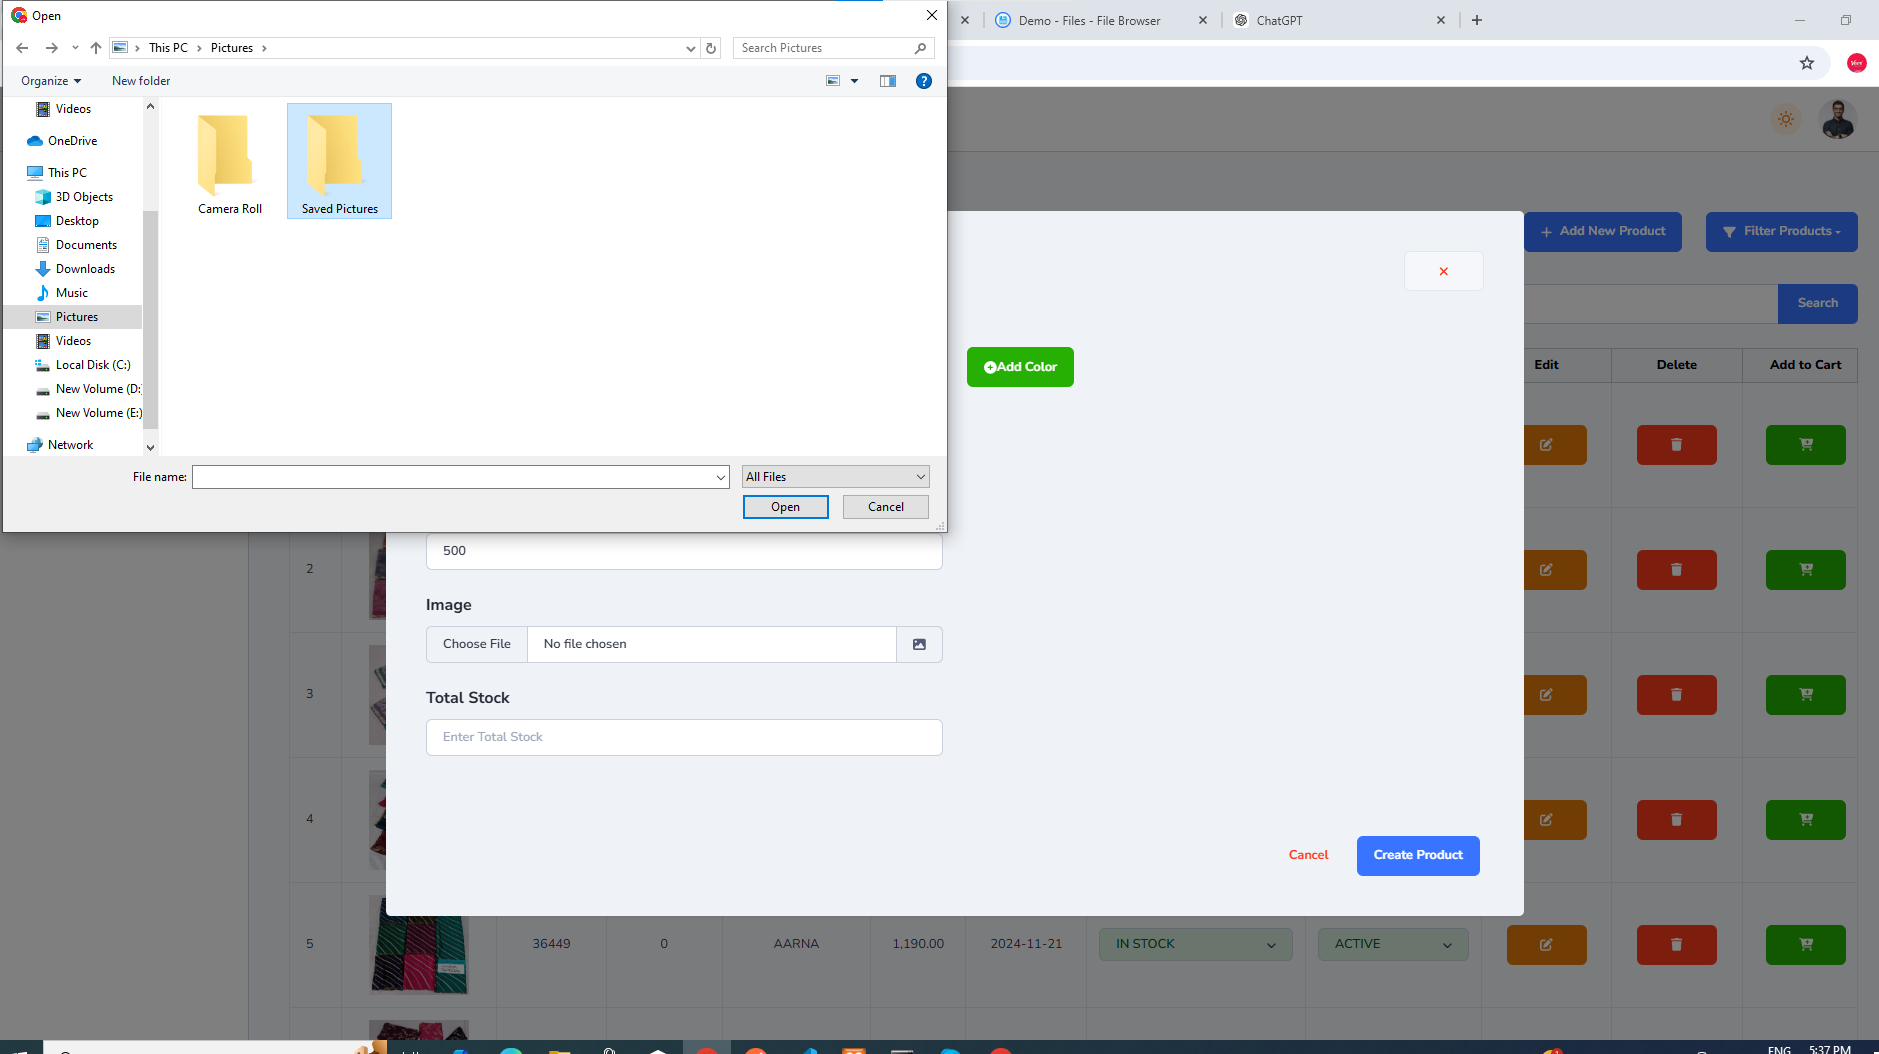 Open
Demo - Files - File Browser
ChatGPT
This PC
Pictures
Search Pictures
Organize
New folder
Videos
OneDrive
This PC
3D Objects
Desktop
Documents
Downloads
Music
Pictures
Videos
Local Disk (C:)
New Volume (D:
New Volume (E:)
Network
Camera Roll
Saved Pictures
File name:
All Files
Open
Cancel
Add New Product
Filter Products
Search
Add Color
Edit
Delete
Add to Cart
500
Image
Choose File
No file chosen
Total Stock
Enter Total Stock
Cancel
Create Product
2
3
4
5
36449
0
AARNA
1,190.00
2024-11-21
IN STOCK
ACTIVE
ENG
5:37 PM